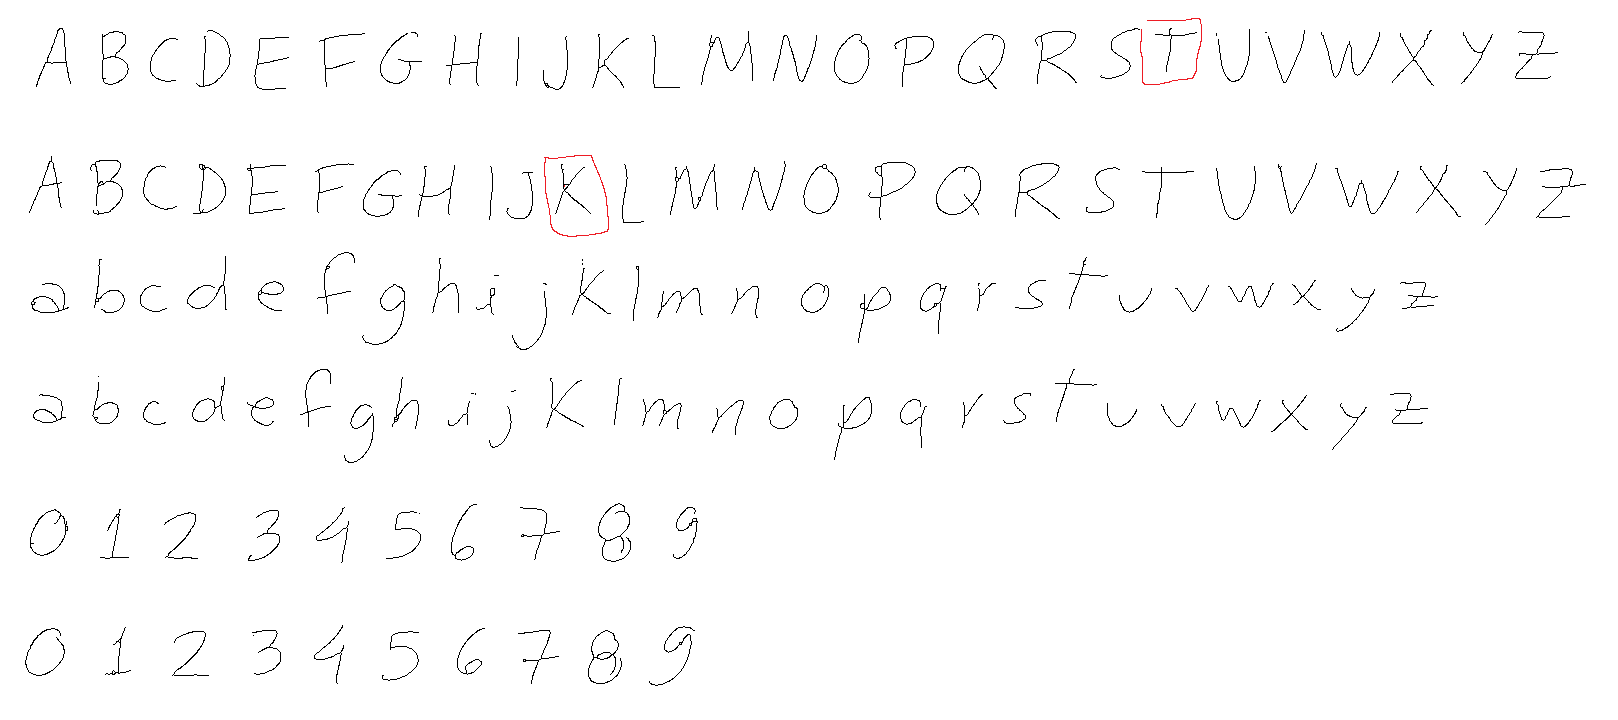 A B C D E F G H I J K L M N O P Q R S T U V W X Y Z
A B C D E F G H I J K L M N O P Q R S T U V W X Y Z
a b c d e f g h i j k l m n o p q r s t u v w x y z
a b c d e f g h i j k l m n o p q r s t u v w x y z
0 1 2 3 4 5 6 7 8 9
0 1 2 3 4 5 6 7 8 9